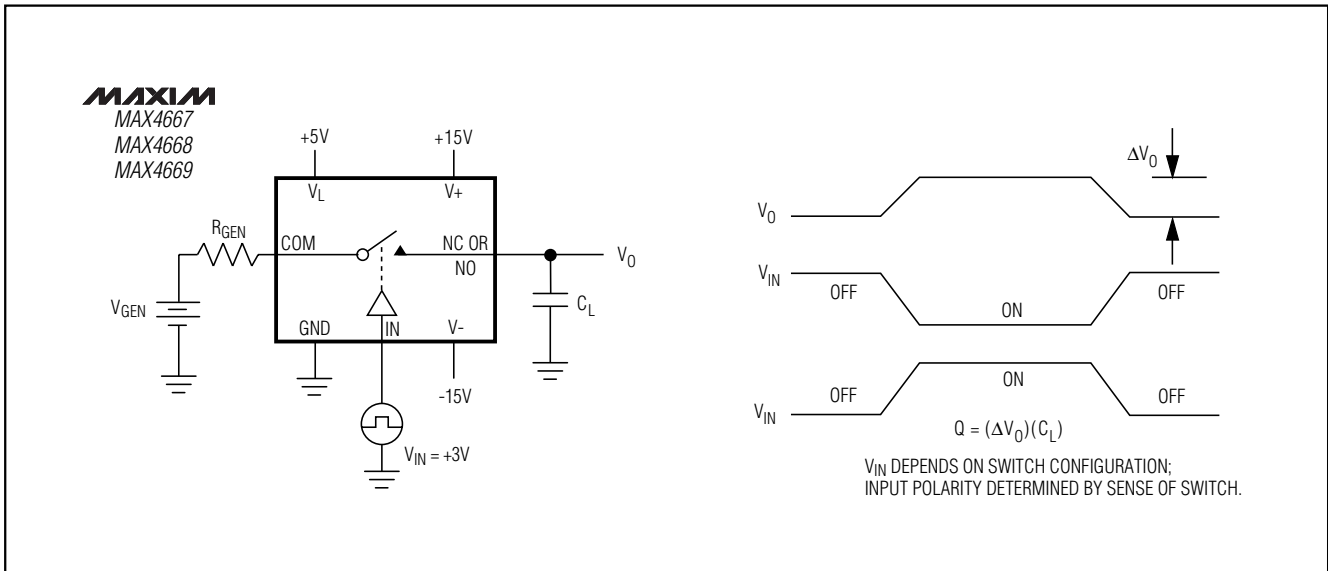 MAXIM
MAX4667
MAX4668
MAX4669
+5V
+15V
VL
V+
RGEN
COM
NC OR
NO
VO
VGEN
CL
GND
IN
V-
-15V
VIN = +3V
ΔVO
VO
VIN
OFF
ON
OFF
VIN
OFF
ON
OFF
Q = (ΔVO)(CL)
VIN DEPENDS ON SWITCH CONFIGURATION;
INPUT POLARITY DETERMINED BY SENSE OF SWITCH.